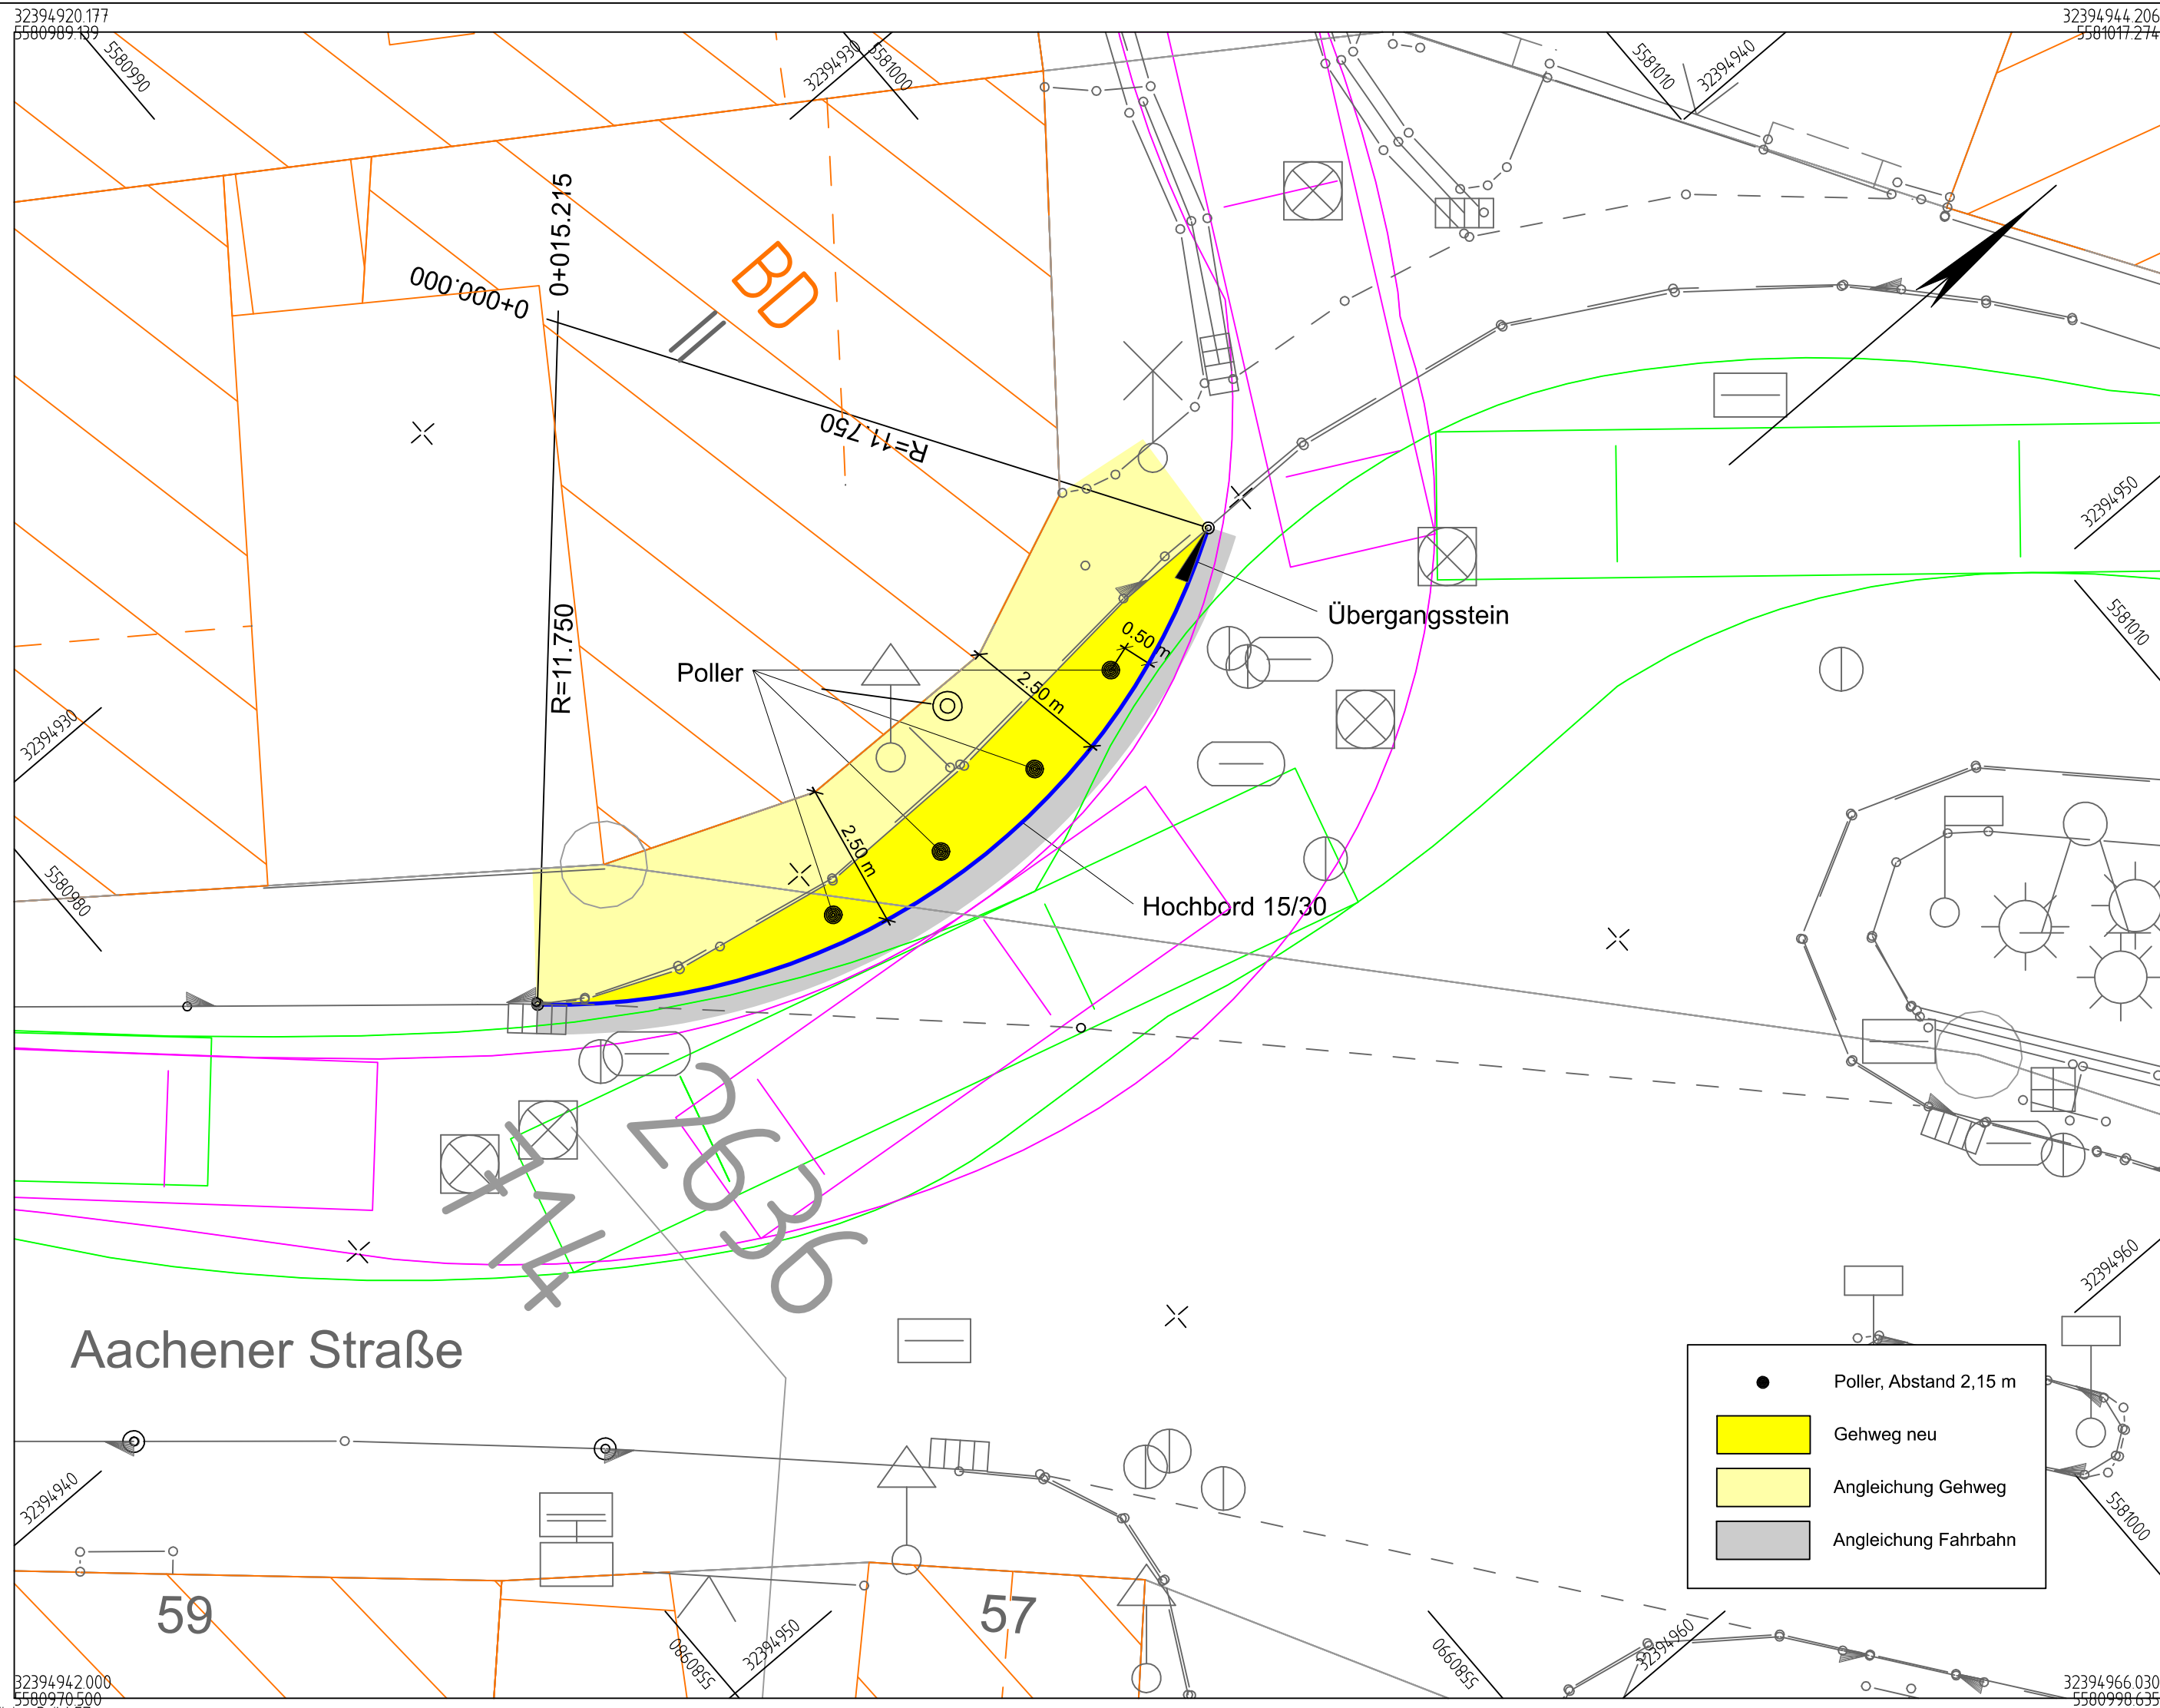 32394920.177
5580989.139
32394944.206
5581017.274
5580990
32394930
5581000
5581010
32394940
0+015.215
0+000.000
BD
R=11.750
R=11.750
32394950
5581010
Übergangsstein
0.50 m
Poller
2.50 m
2.50 m
32394930
5580980
Hochbord 15/30
2636
114
32394960
Aachener Straße
Poller, Abstand 2,15 m
Gehweg neu
Angleichung Gehweg
Angleichung Fahrbahn
32394940
5581000
59
57
5580980
32394950
5580990
32394960
32394942.000
5580970.500
32394966.030
5580998.635